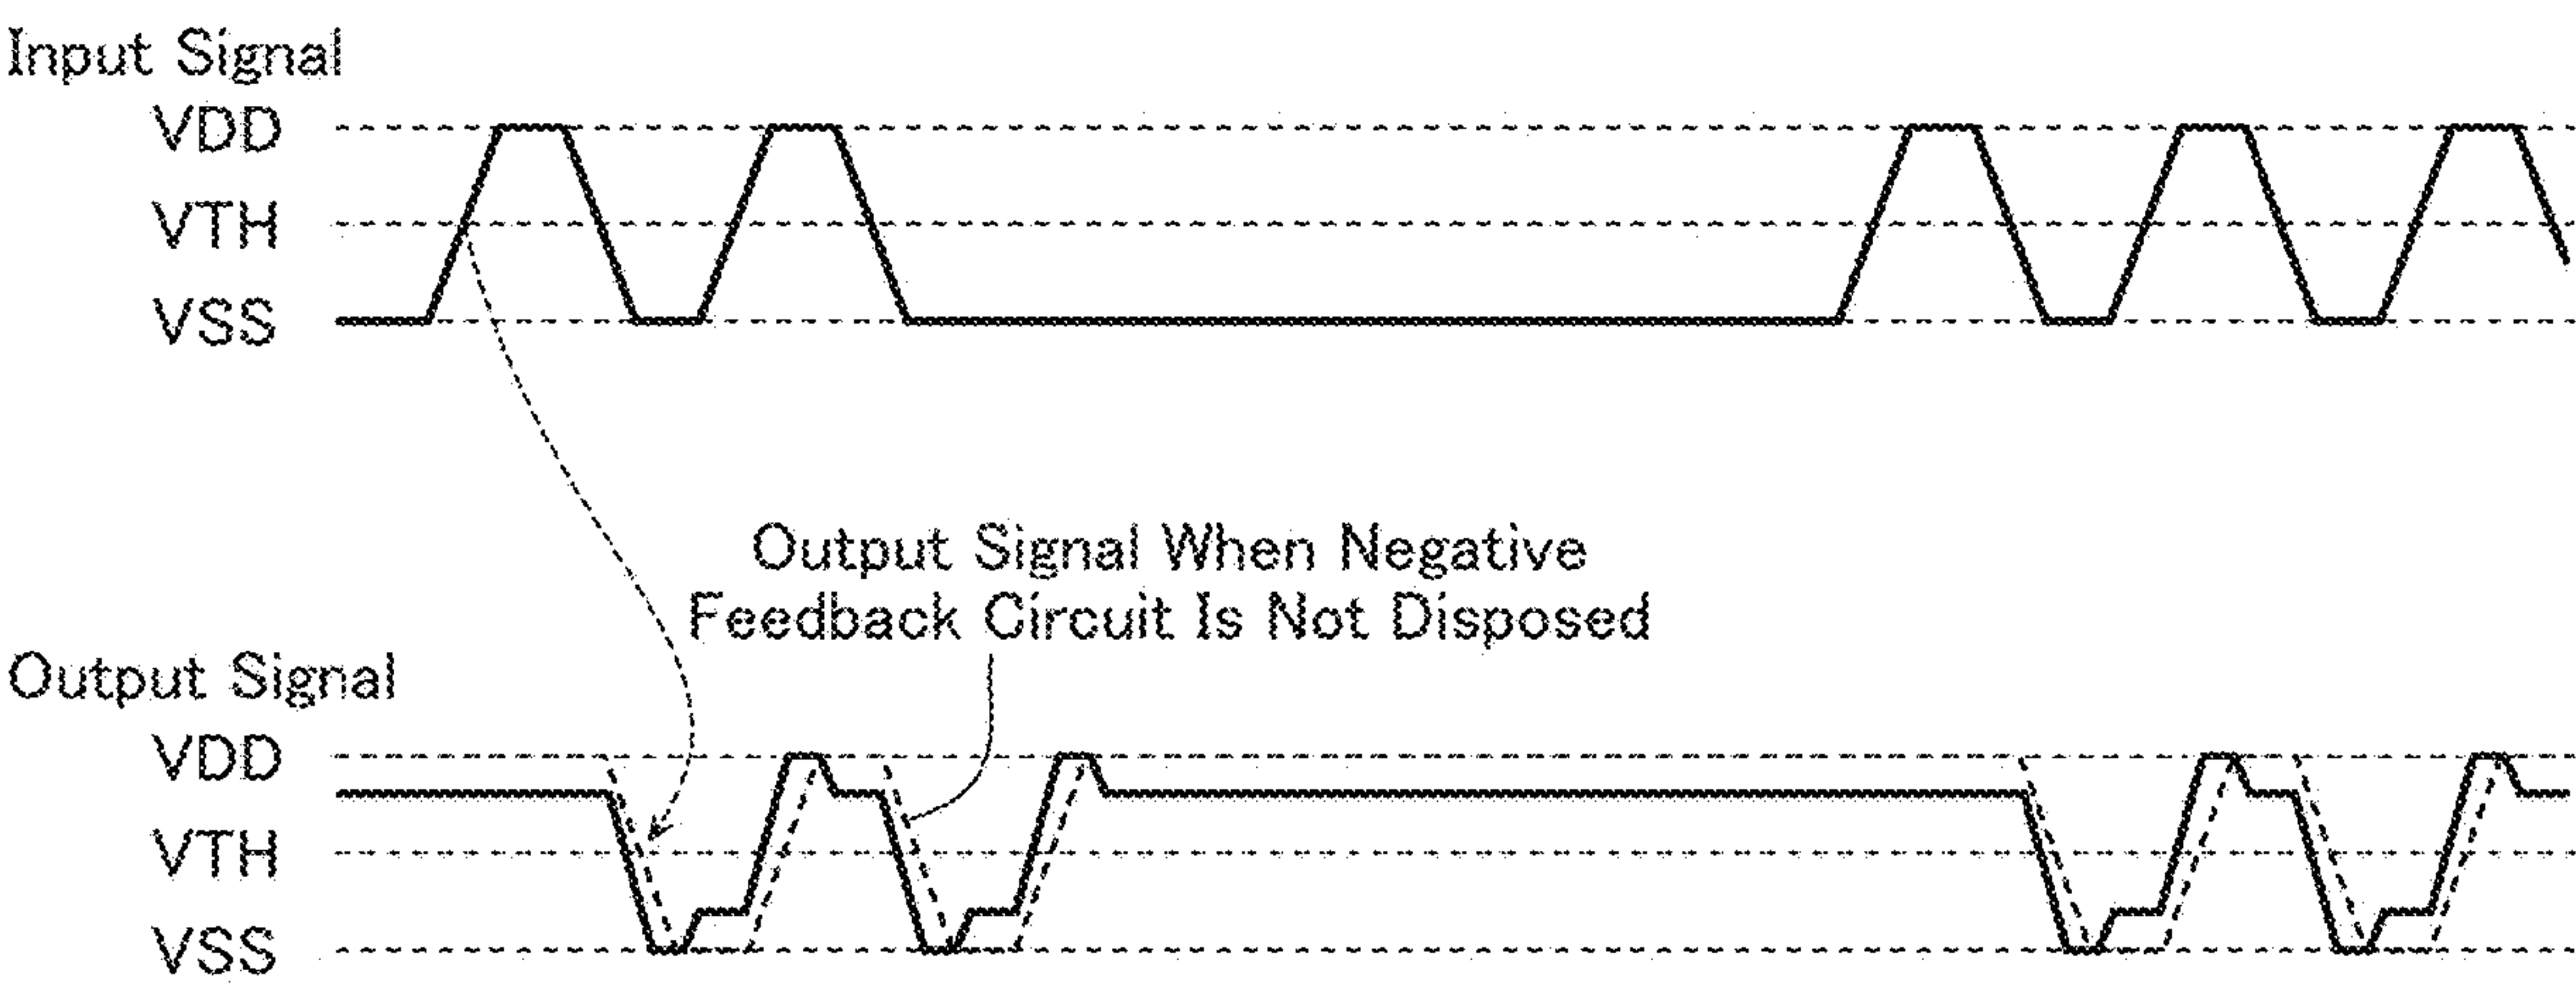 Input Signal
VDD
VTH
VSS
Output Signal When Negative
Feedback Circuit Is Not Disposed
Output Signal
VDD
VTH
VSS